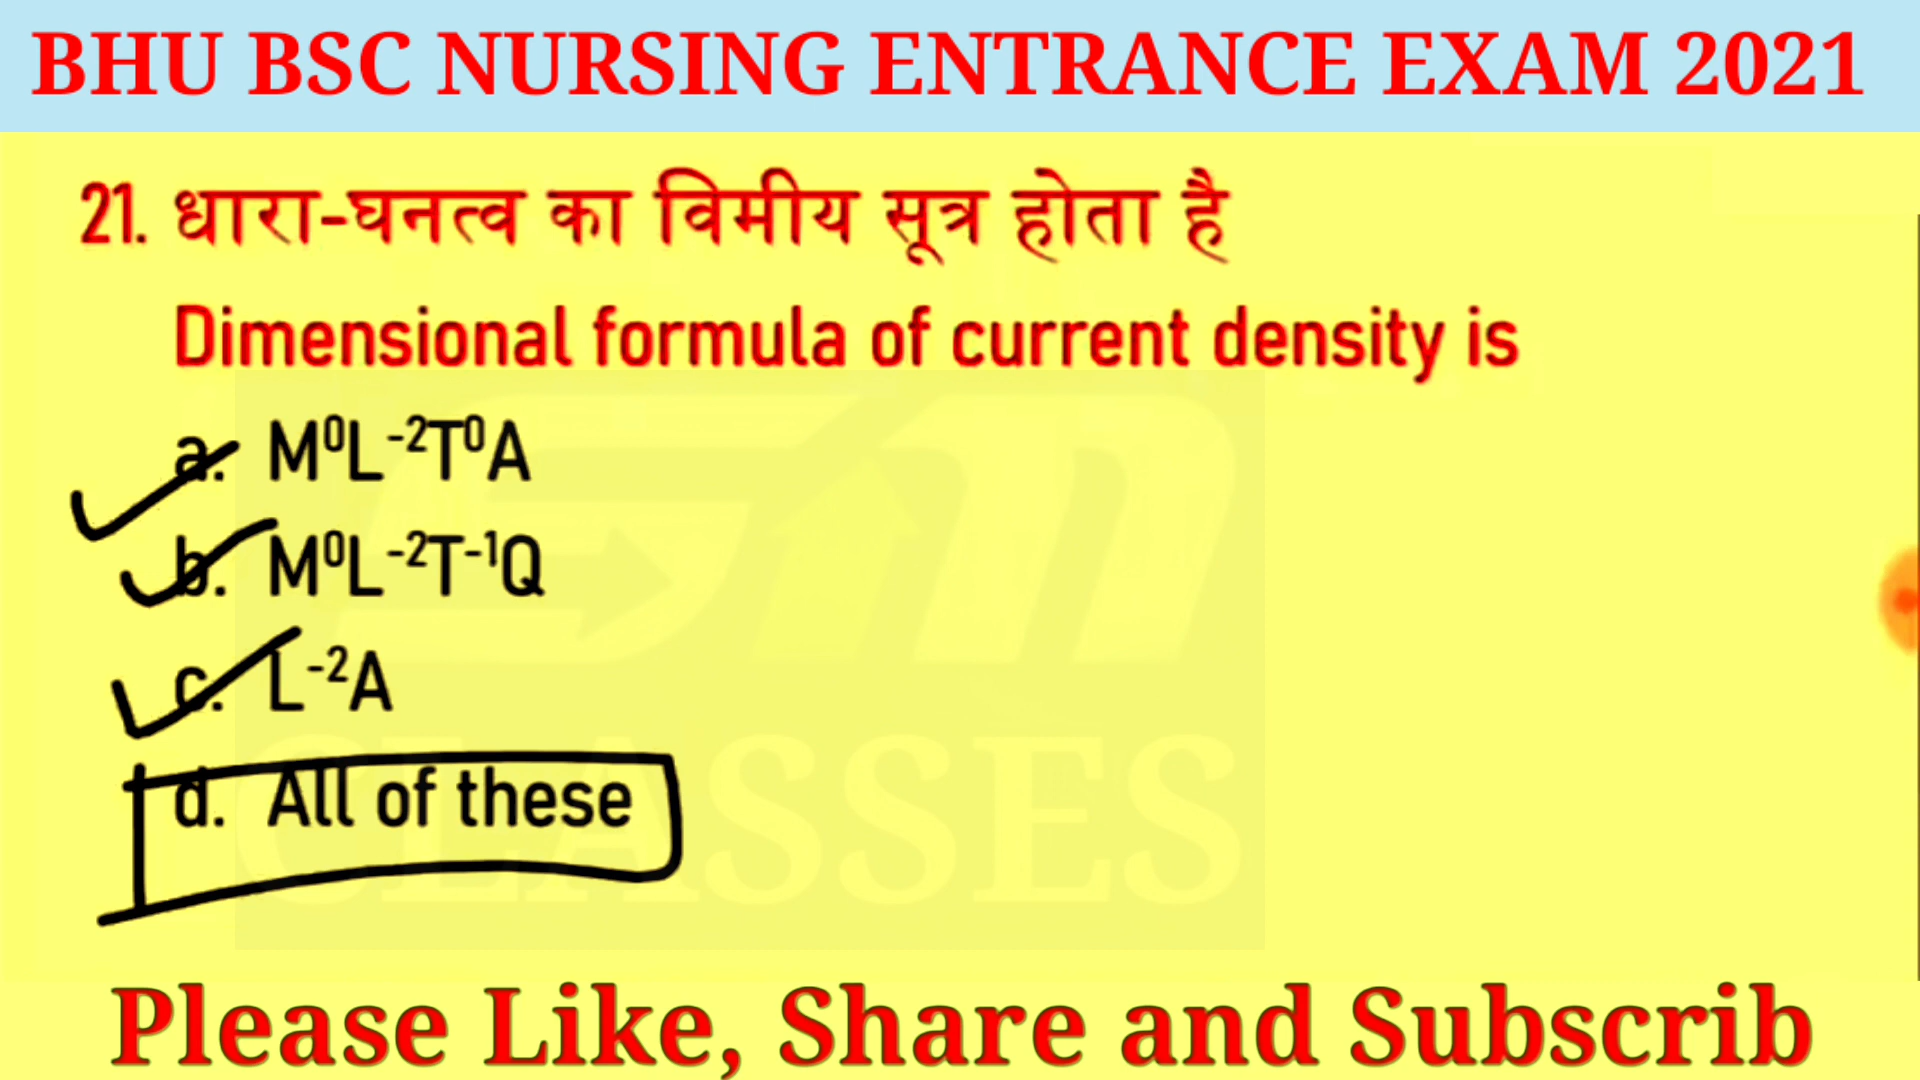 BHU BSC NURSING ENTRANCE EXAM 2021
21. धारा-घनत्व का विमीय सूत्र होता है
Dimensional formula of current density is
a. M⁰L⁻²T⁰A
b. M⁰L⁻²T⁻¹Q
c. L⁻²A
d. All of these
CLASSES
Please Like, Share and Subscrib